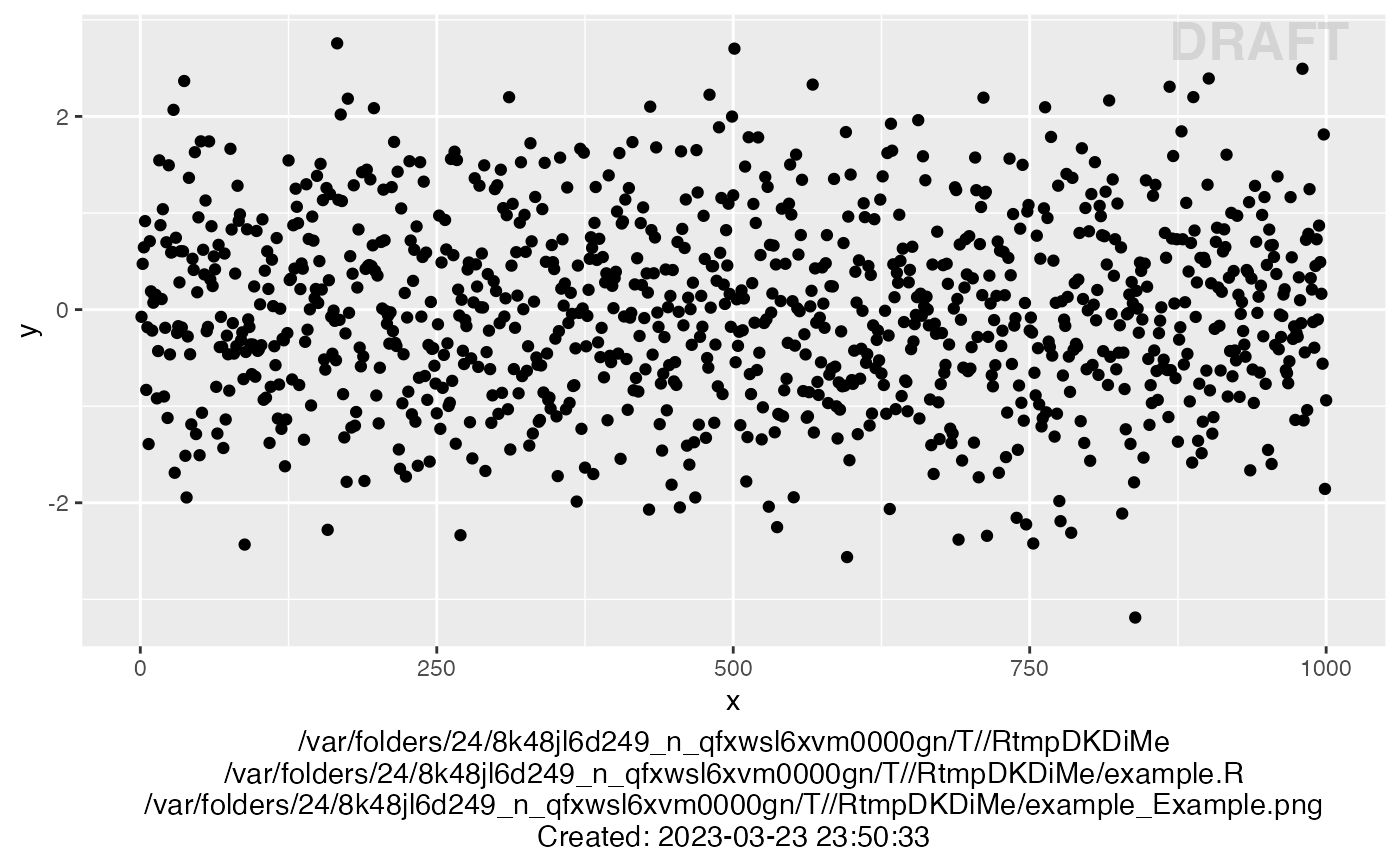 DRAFT
2
0
-2
y
0 250 500 750 1000
x
/var/folders/24/8k48jl6d249_n_qfxwsl6xvm0000gn/T//RtmpDKDiMe
/var/folders/24/8k48jl6d249_n_qfxwsl6xvm0000gn/T//RtmpDKDiMe/example.R
/var/folders/24/8k48jl6d249_n_qfxwsl6xvm0000gn/T//RtmpDKDiMe/example_Example.png
Created: 2023-03-23 23:50:33